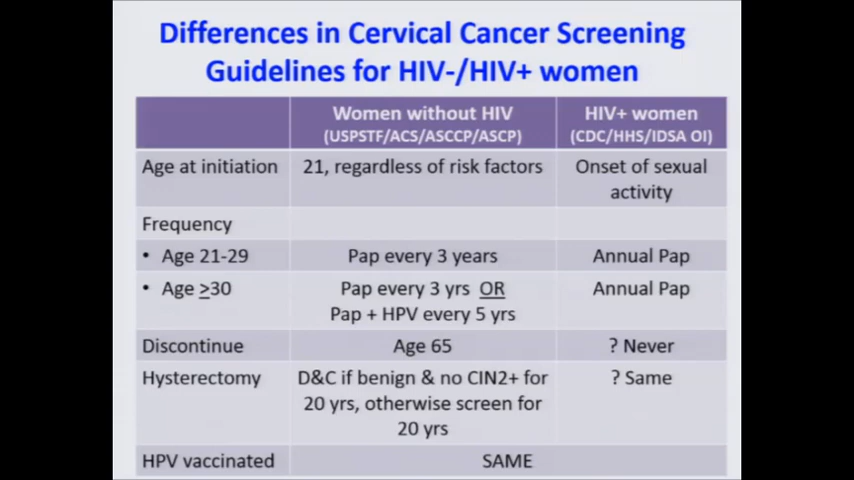 Differences in Cervical Cancer Screening
Guidelines for HIV-/HIV+ women
Women without HIV
(USPSTF/ACS/ASCCP/ASCP)
HIV+ women
(CDC/HHS/IDSA OI)
Age at initiation
21, regardless of risk factors
Onset of sexual
activity
Frequency
• Age 21-29
Pap every 3 years
Annual Pap
• Age >30
Pap every 3 yrs OR
Pap + HPV every 5 yrs
Annual Pap
Discontinue
Age 65
? Never
Hysterectomy
D&C if benign & no CIN2+ for
20 yrs, otherwise screen for
20 yrs
? Same
HPV vaccinated
SAME